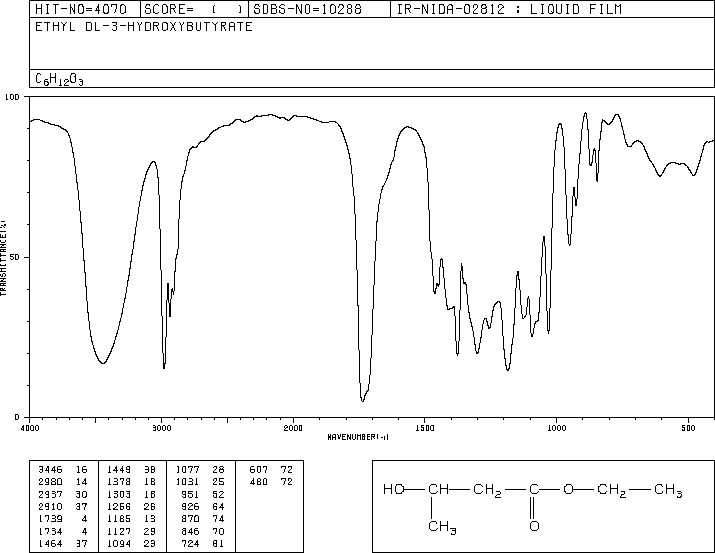 HIT-NO=4070 SCORE= ( ) SDBS-NO=10288 IR-NIDA-02812 : LIQUID FILM
ETHYL DL-3-HYDROXYBUTYRATE
C6H12O3
100
50
0
TRANSMITTANCE(%)
4000 3000 2000 1500 1000 500
WAVENUMBER(-1)
3446 16 1449 38 1077 28 607 72
2980 14 1378 18 1031 25 480 72
2937 30 1303 18 951 52
2910 37 1256 26 926 64
1739 4 1185 13 870 74
1734 4 1127 29 846 70
1464 37 1094 23 724 81
HO—CH—CH2—C—O—CH2—CH3
CH3 O